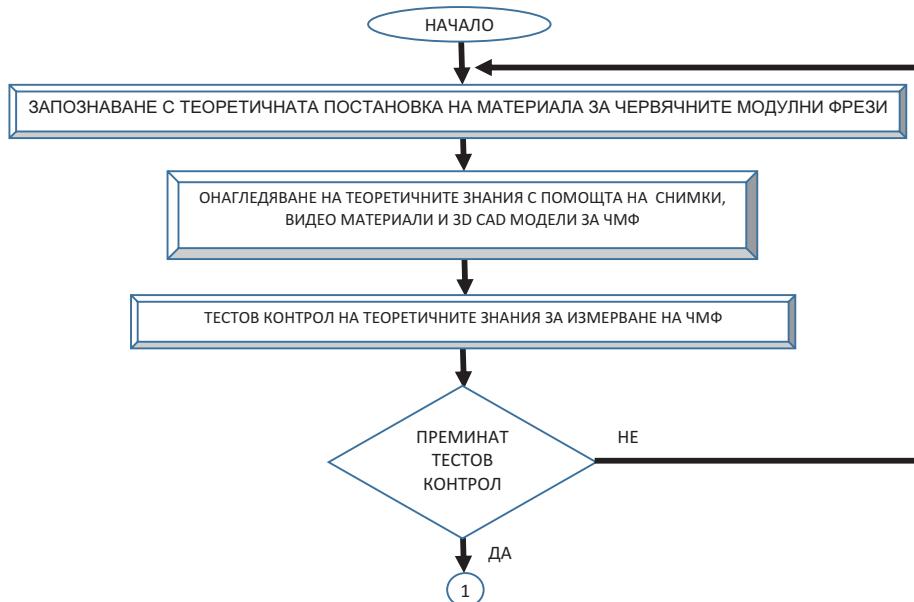 НАЧАЛО
ЗАПОЗНАВАНЕ С ТЕОРЕТИЧНАТА ПОСТАНОВКА НА МАТЕРИАЛА ЗА ЧЕРВЯЧНИТЕ МОДУЛНИ ФРЕЗИ
ОНАГЛЕДЯВАНЕ НА ТЕОРЕТИЧНИТЕ ЗНАНИЯ С ПОМОЩТА НА СНИМКИ,
ВИДЕО МАТЕРИАЛИ И 3D CAD МОДЕЛИ ЗА ЧМФ
ТЕСТОВ КОНТРОЛ НА ТЕОРЕТИЧНИТЕ ЗНАНИЯ ЗА ИЗМЕРВАНЕ НА ЧМФ
ПРЕМИНАТ
ТЕСТОВ
КОНТРОЛ
НЕ
ДА
1